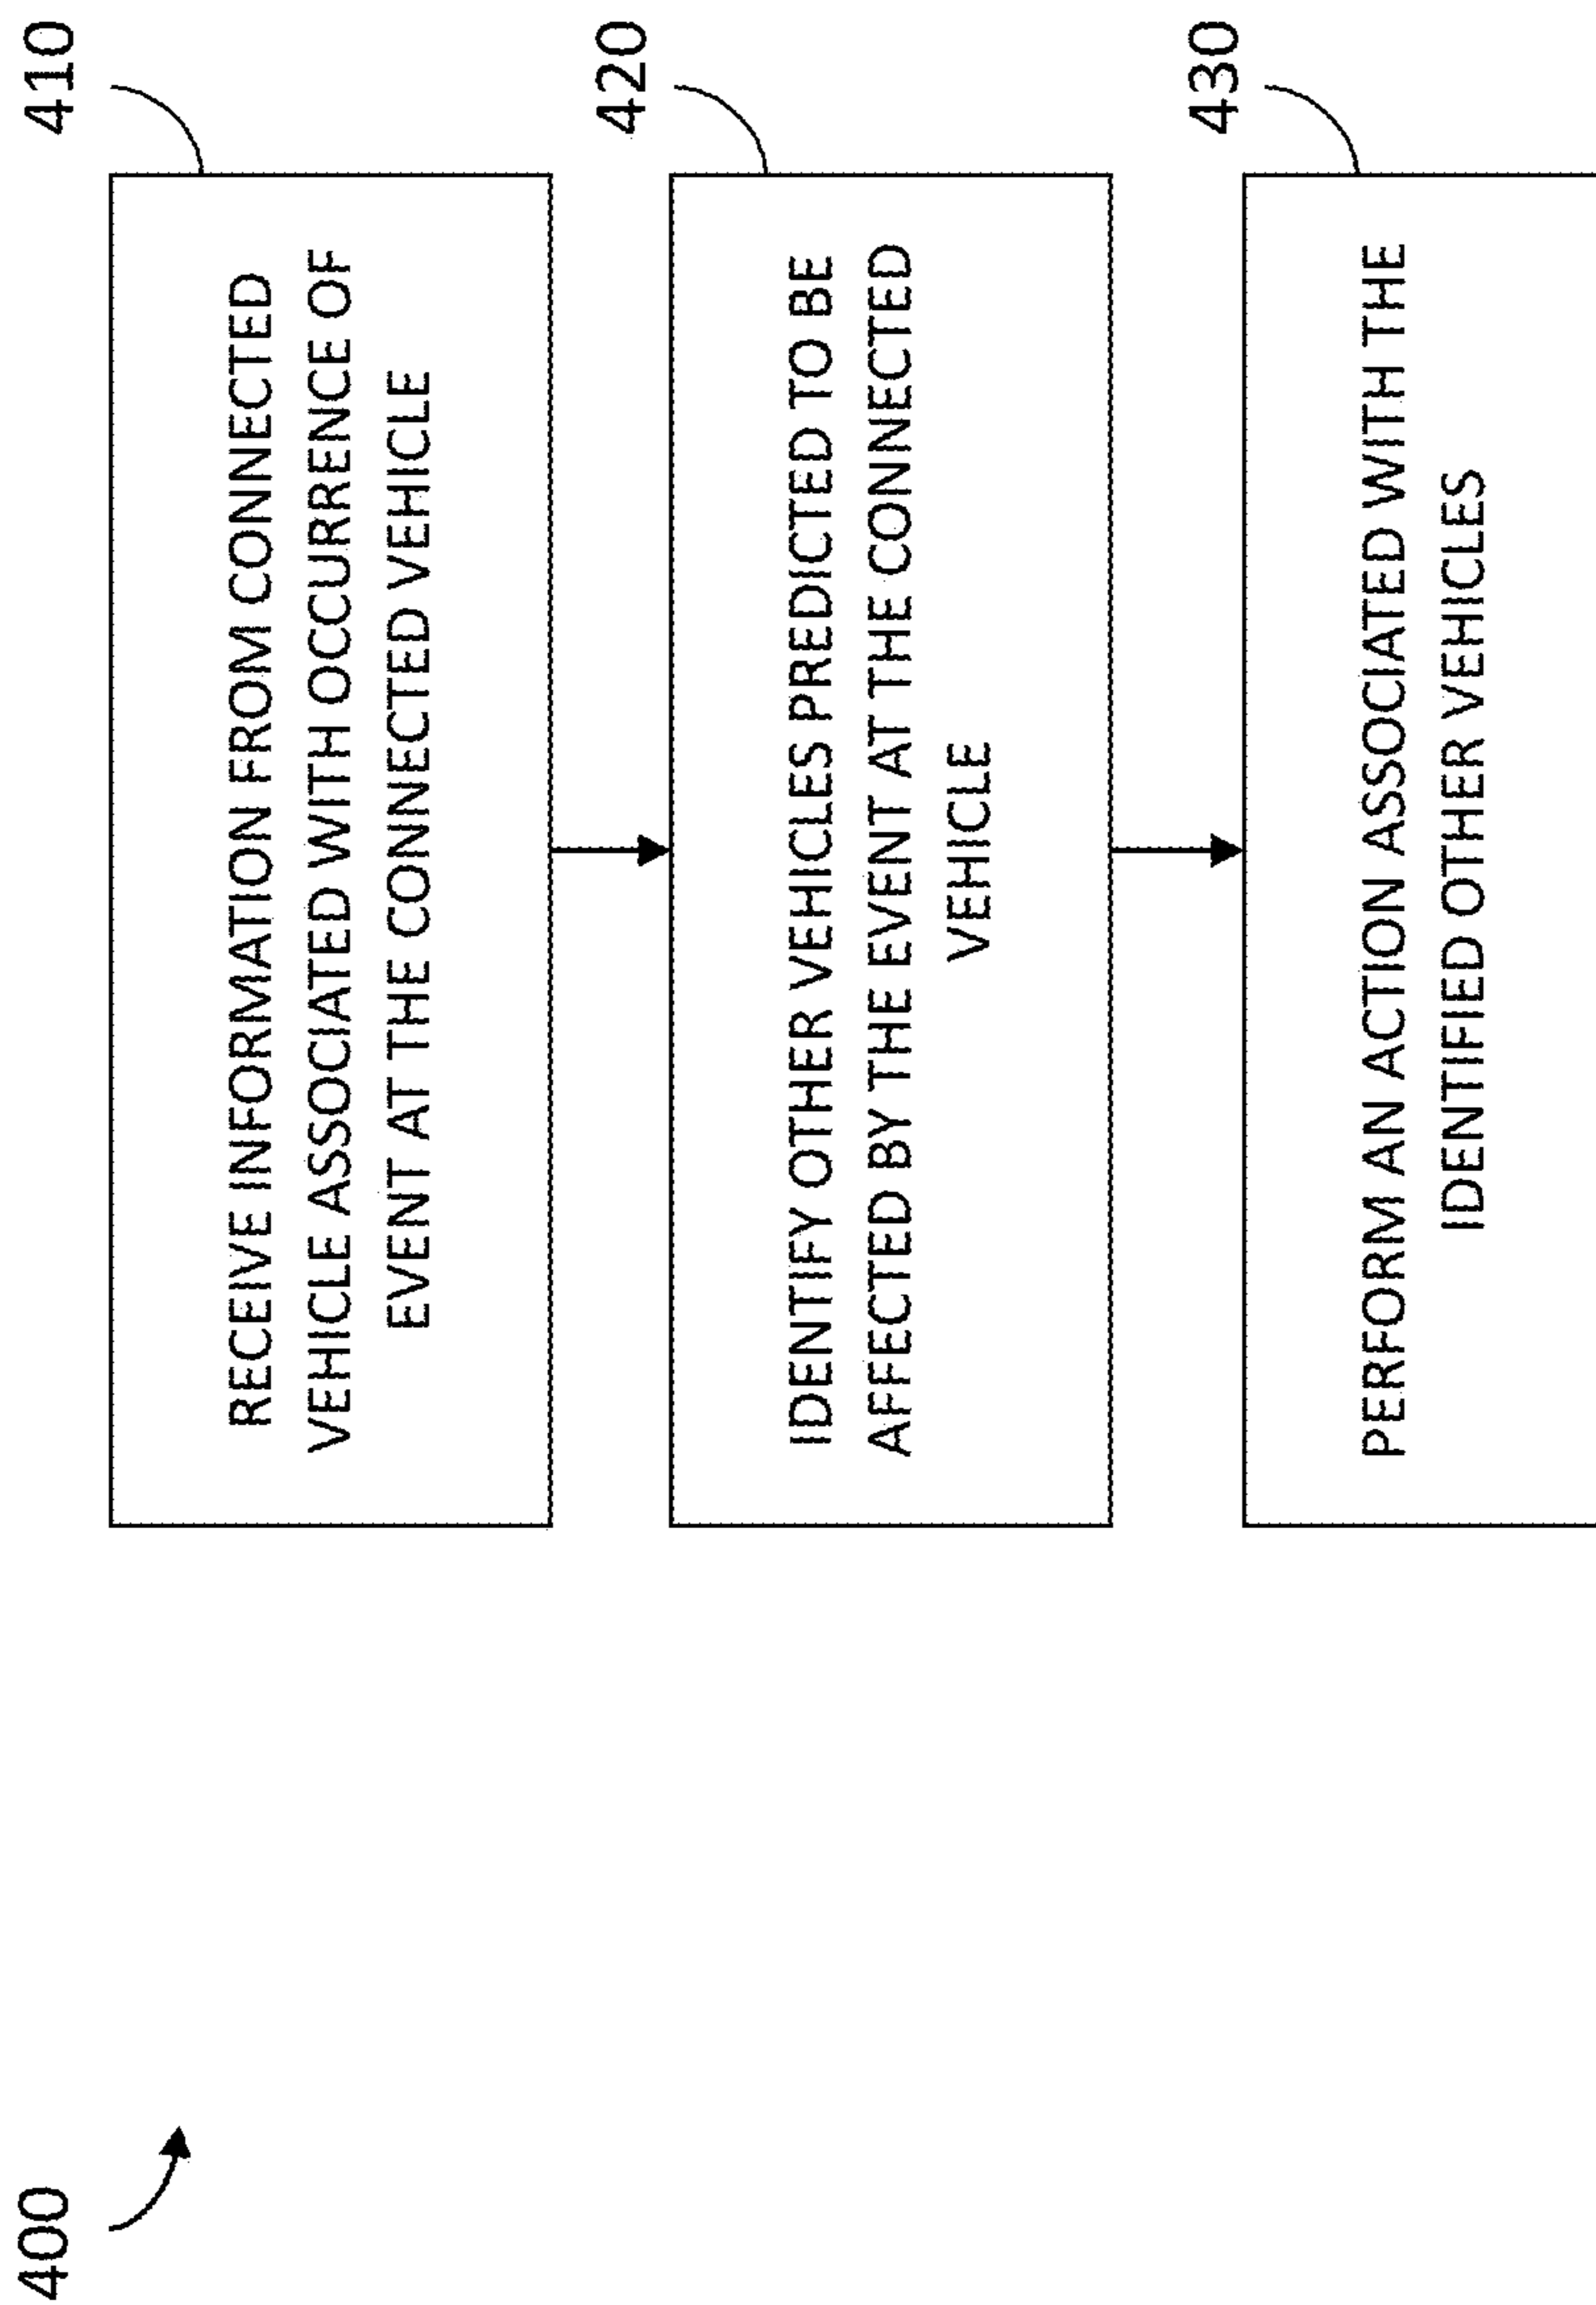 400
410
RECEIVE INFORMATION FROM CONNECTED
VEHICLE ASSOCIATED WITH OCCURRENCE OF
EVENT AT THE CONNECTED VEHICLE
420
IDENTIFY OTHER VEHICLES PREDICTED TO BE
AFFECTED BY THE EVENT AT THE CONNECTED
VEHICLE
430
PERFORM AN ACTION ASSOCIATED WITH THE
IDENTIFIED OTHER VEHICLES